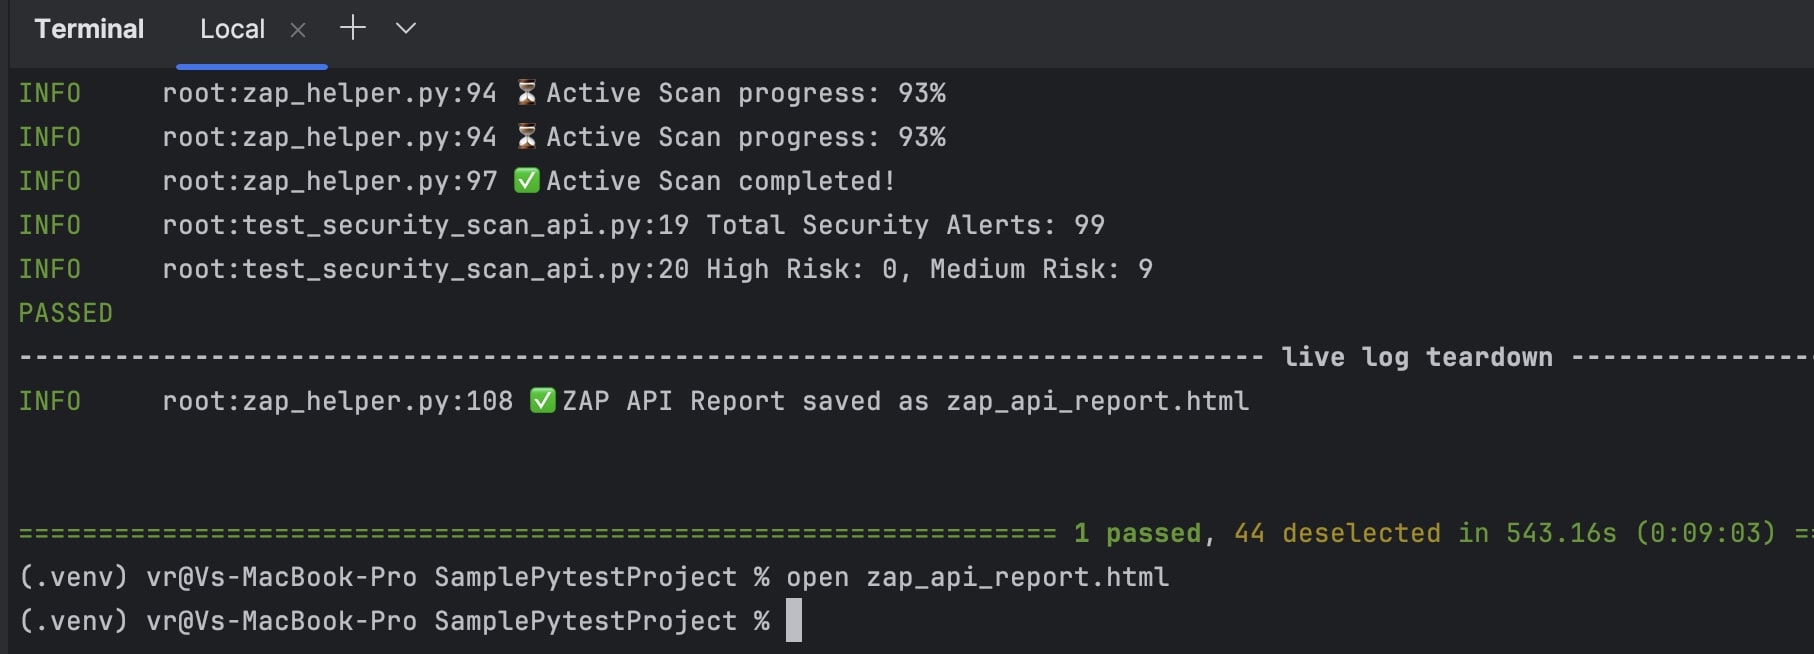 Terminal Local × + ⌄
INFO     root:zap_helper.py:94 ⏳Active Scan progress: 93%
INFO     root:zap_helper.py:94 ⏳Active Scan progress: 93%
INFO     root:zap_helper.py:97 ✅Active Scan completed!
INFO     root:test_security_scan_api.py:19 Total Security Alerts: 99
INFO     root:test_security_scan_api.py:20 High Risk: 0, Medium Risk: 9
PASSED
------------------------------------------------------------------------------ live log teardown ---------------
INFO     root:zap_helper.py:108 ✅ZAP API Report saved as zap_api_report.html
================================================================= 1 passed, 44 deselected in 543.16s (0:09:03) ==
(.venv) vr@Vs-MacBook-Pro SamplePytestProject % open zap_api_report.html
(.venv) vr@Vs-MacBook-Pro SamplePytestProject %